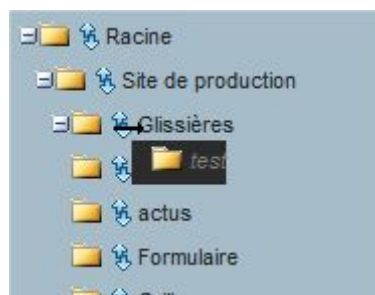 Racine
Site de production
Glissières
test
actus
Formulaire